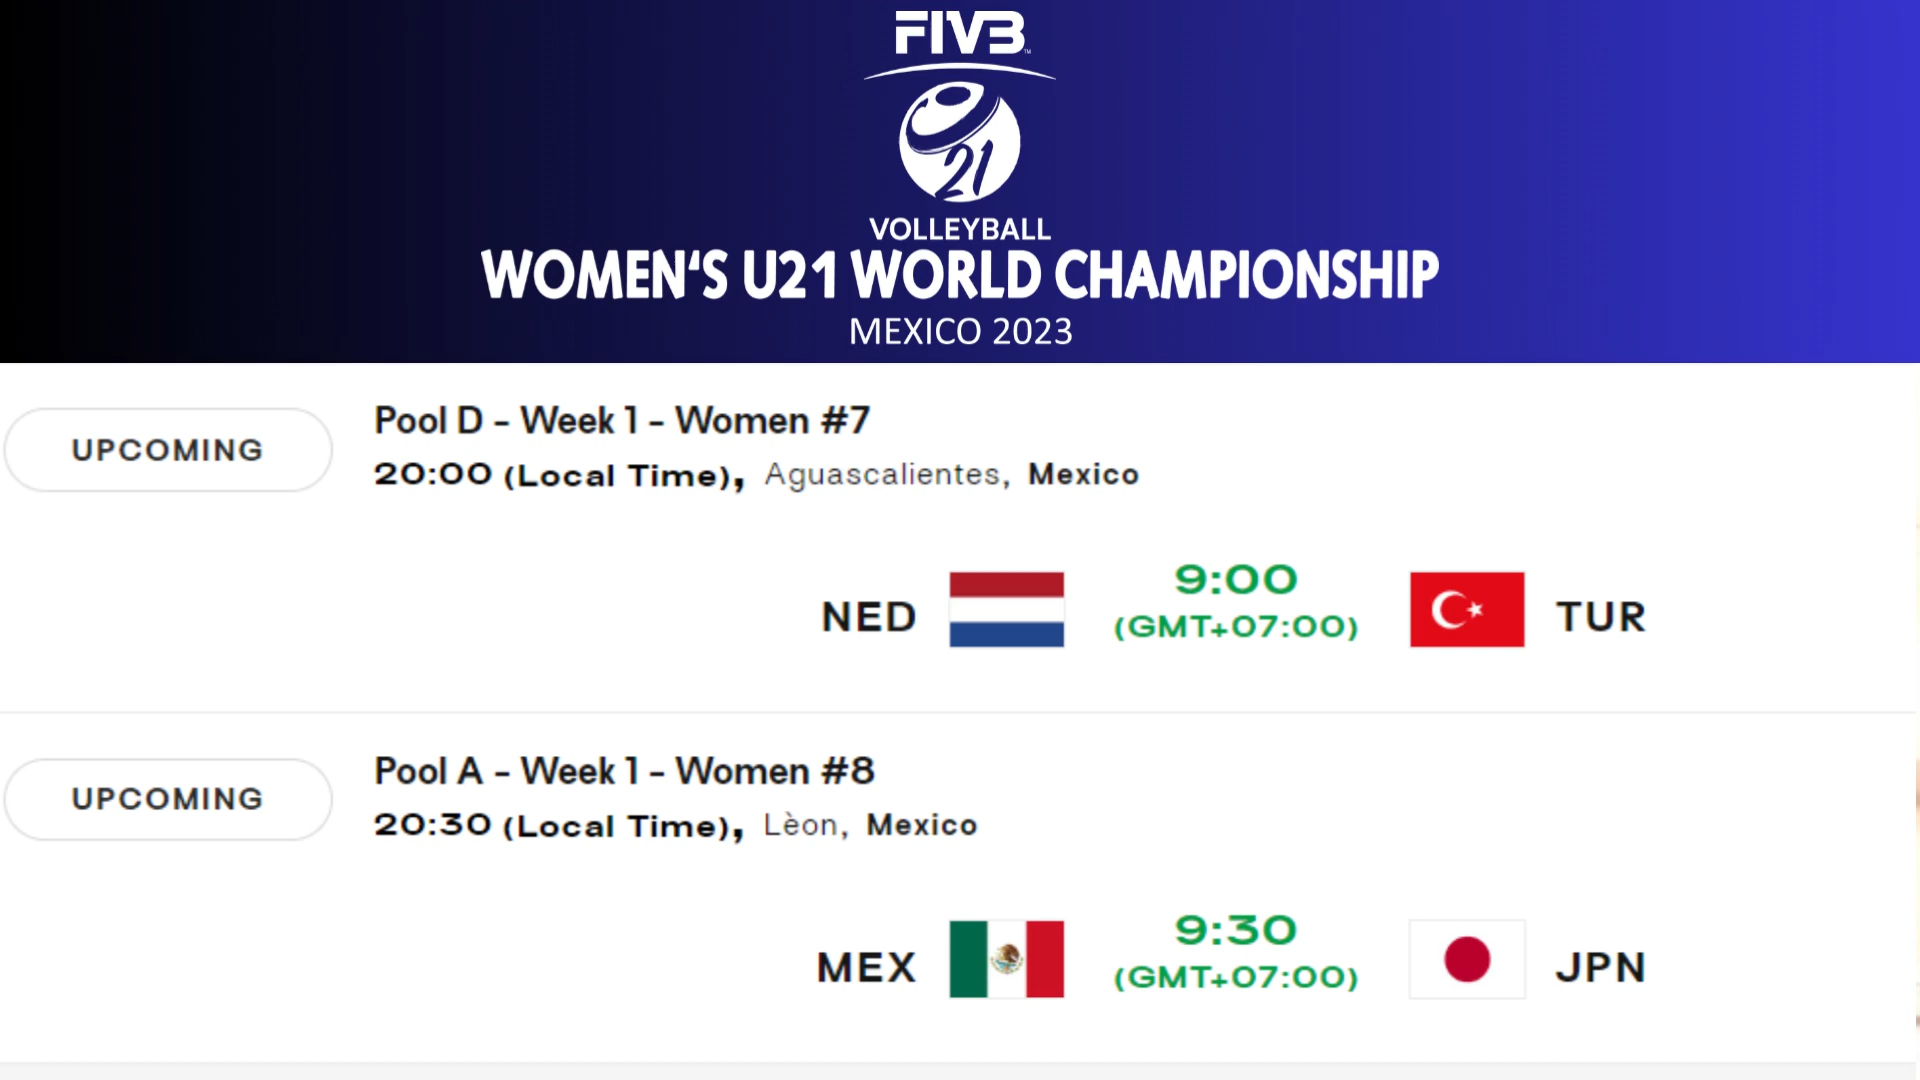 FIVB™
21
VOLLEYBALL
WOMEN‘S U21 WORLD CHAMPIONSHIP
MEXICO 2023
UPCOMING
Pool D - Week 1 - Women #7
20:00 (Local Time), Aguascalientes, Mexico
NED 9:00 TUR
(GMT+07:00)
UPCOMING
Pool A - Week 1 - Women #8
20:30 (Local Time), Lèon, Mexico
MEX 9:30 JPN
(GMT+07:00)